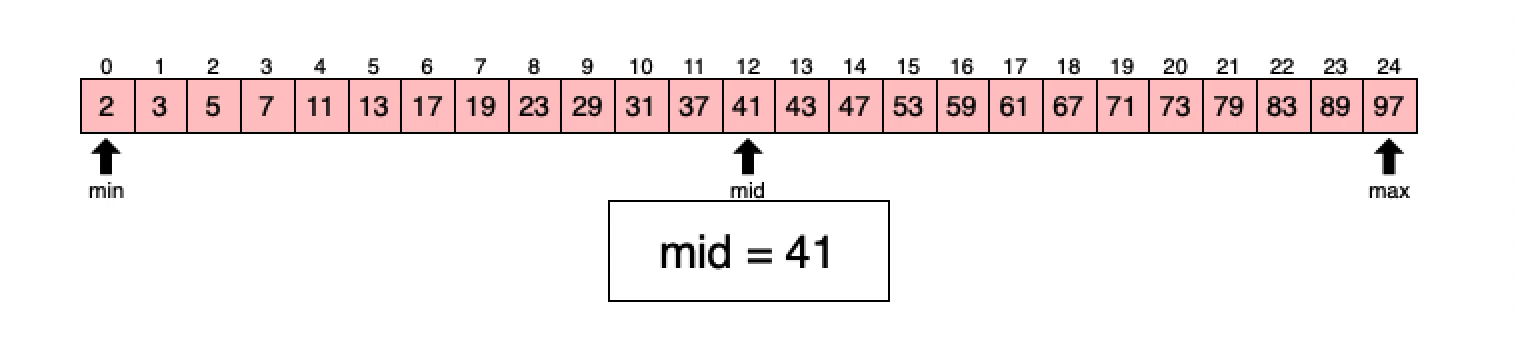 0 1 2 3 4 5 6 7 8 9 10 11 12 13 14 15 16 17 18 19 20 21 22 23 24
2 3 5 7 11 13 17 19 23 29 31 37 41 43 47 53 59 61 67 71 73 79 83 89 97
min mid max
mid = 41